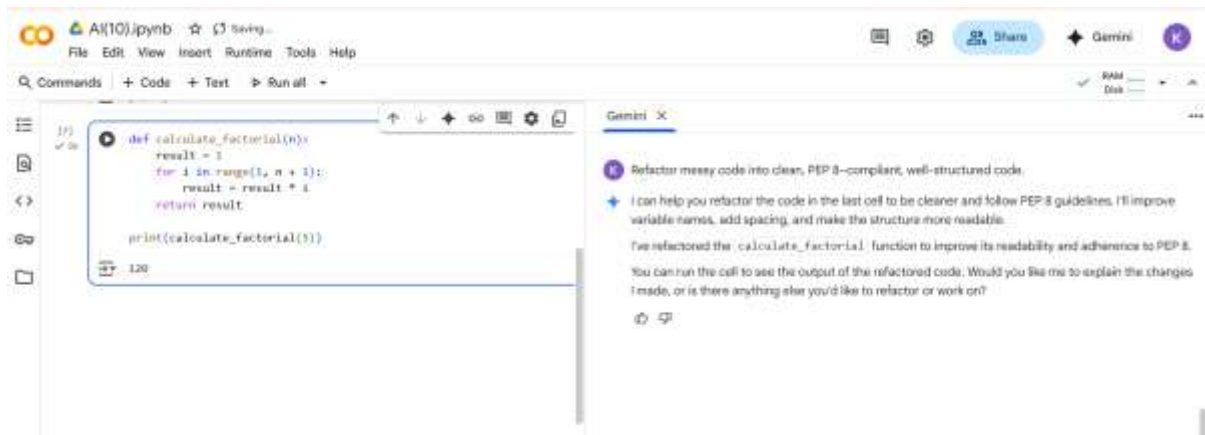 AI(10).ipynb Saving...
File Edit View Insert Runtime Tools Help
Share
Gemini
K
Commands + Code + Text Run all
RAM
Disk
Gemini X
def calculate_factorial(n):
result = 1
for i in range(1, n + 1):
result = result * i
return result
print(calculate_factorial(5))
120
K Refactor messy code into clean, PEP 8-compliant, well-structured code.
I can help you refactor the code in the last cell to be cleaner and follow PEP 8 guidelines. I'll improve
variable names, add spacing, and make the structure more readable.
I've refactored the calculate_factorial function to improve its readability and adherence to PEP 8.
You can run the cell to see the output of the refactored code. Would you like me to explain the changes
I made, or is there anything else you'd like to refactor or work on?